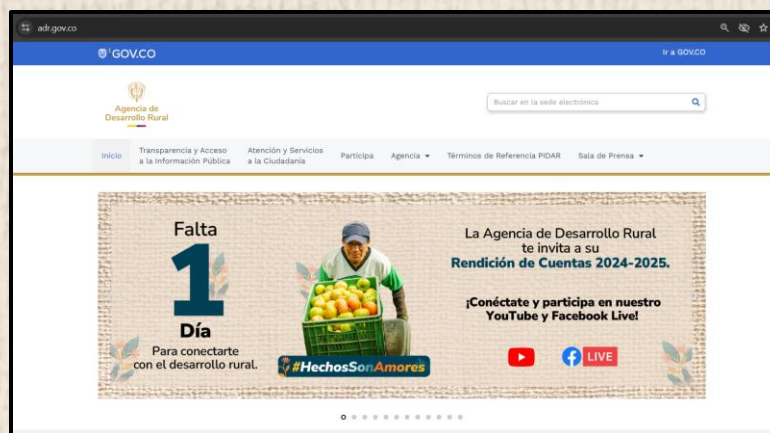 adr.gov.co
GOV.CO
Ir a GOV.CO
Agencia de
Desarrollo Rural
Buscar en la sede electrónica
Inicio
Transparencia y Acceso
a la Información Pública
Atención y Servicios
a la Ciudadanía
Participa
Agencia
Términos de Referencia PIDAR
Sala de Prensa
Falta
1
Día
Para conectarte
con el desarrollo rural.
#HechosSonAmores
La Agencia de Desarrollo Rural
te invita a su
Rendición de Cuentas 2024-2025.
¡Conéctate y participa en nuestro
YouTube y Facebook Live!
LIVE